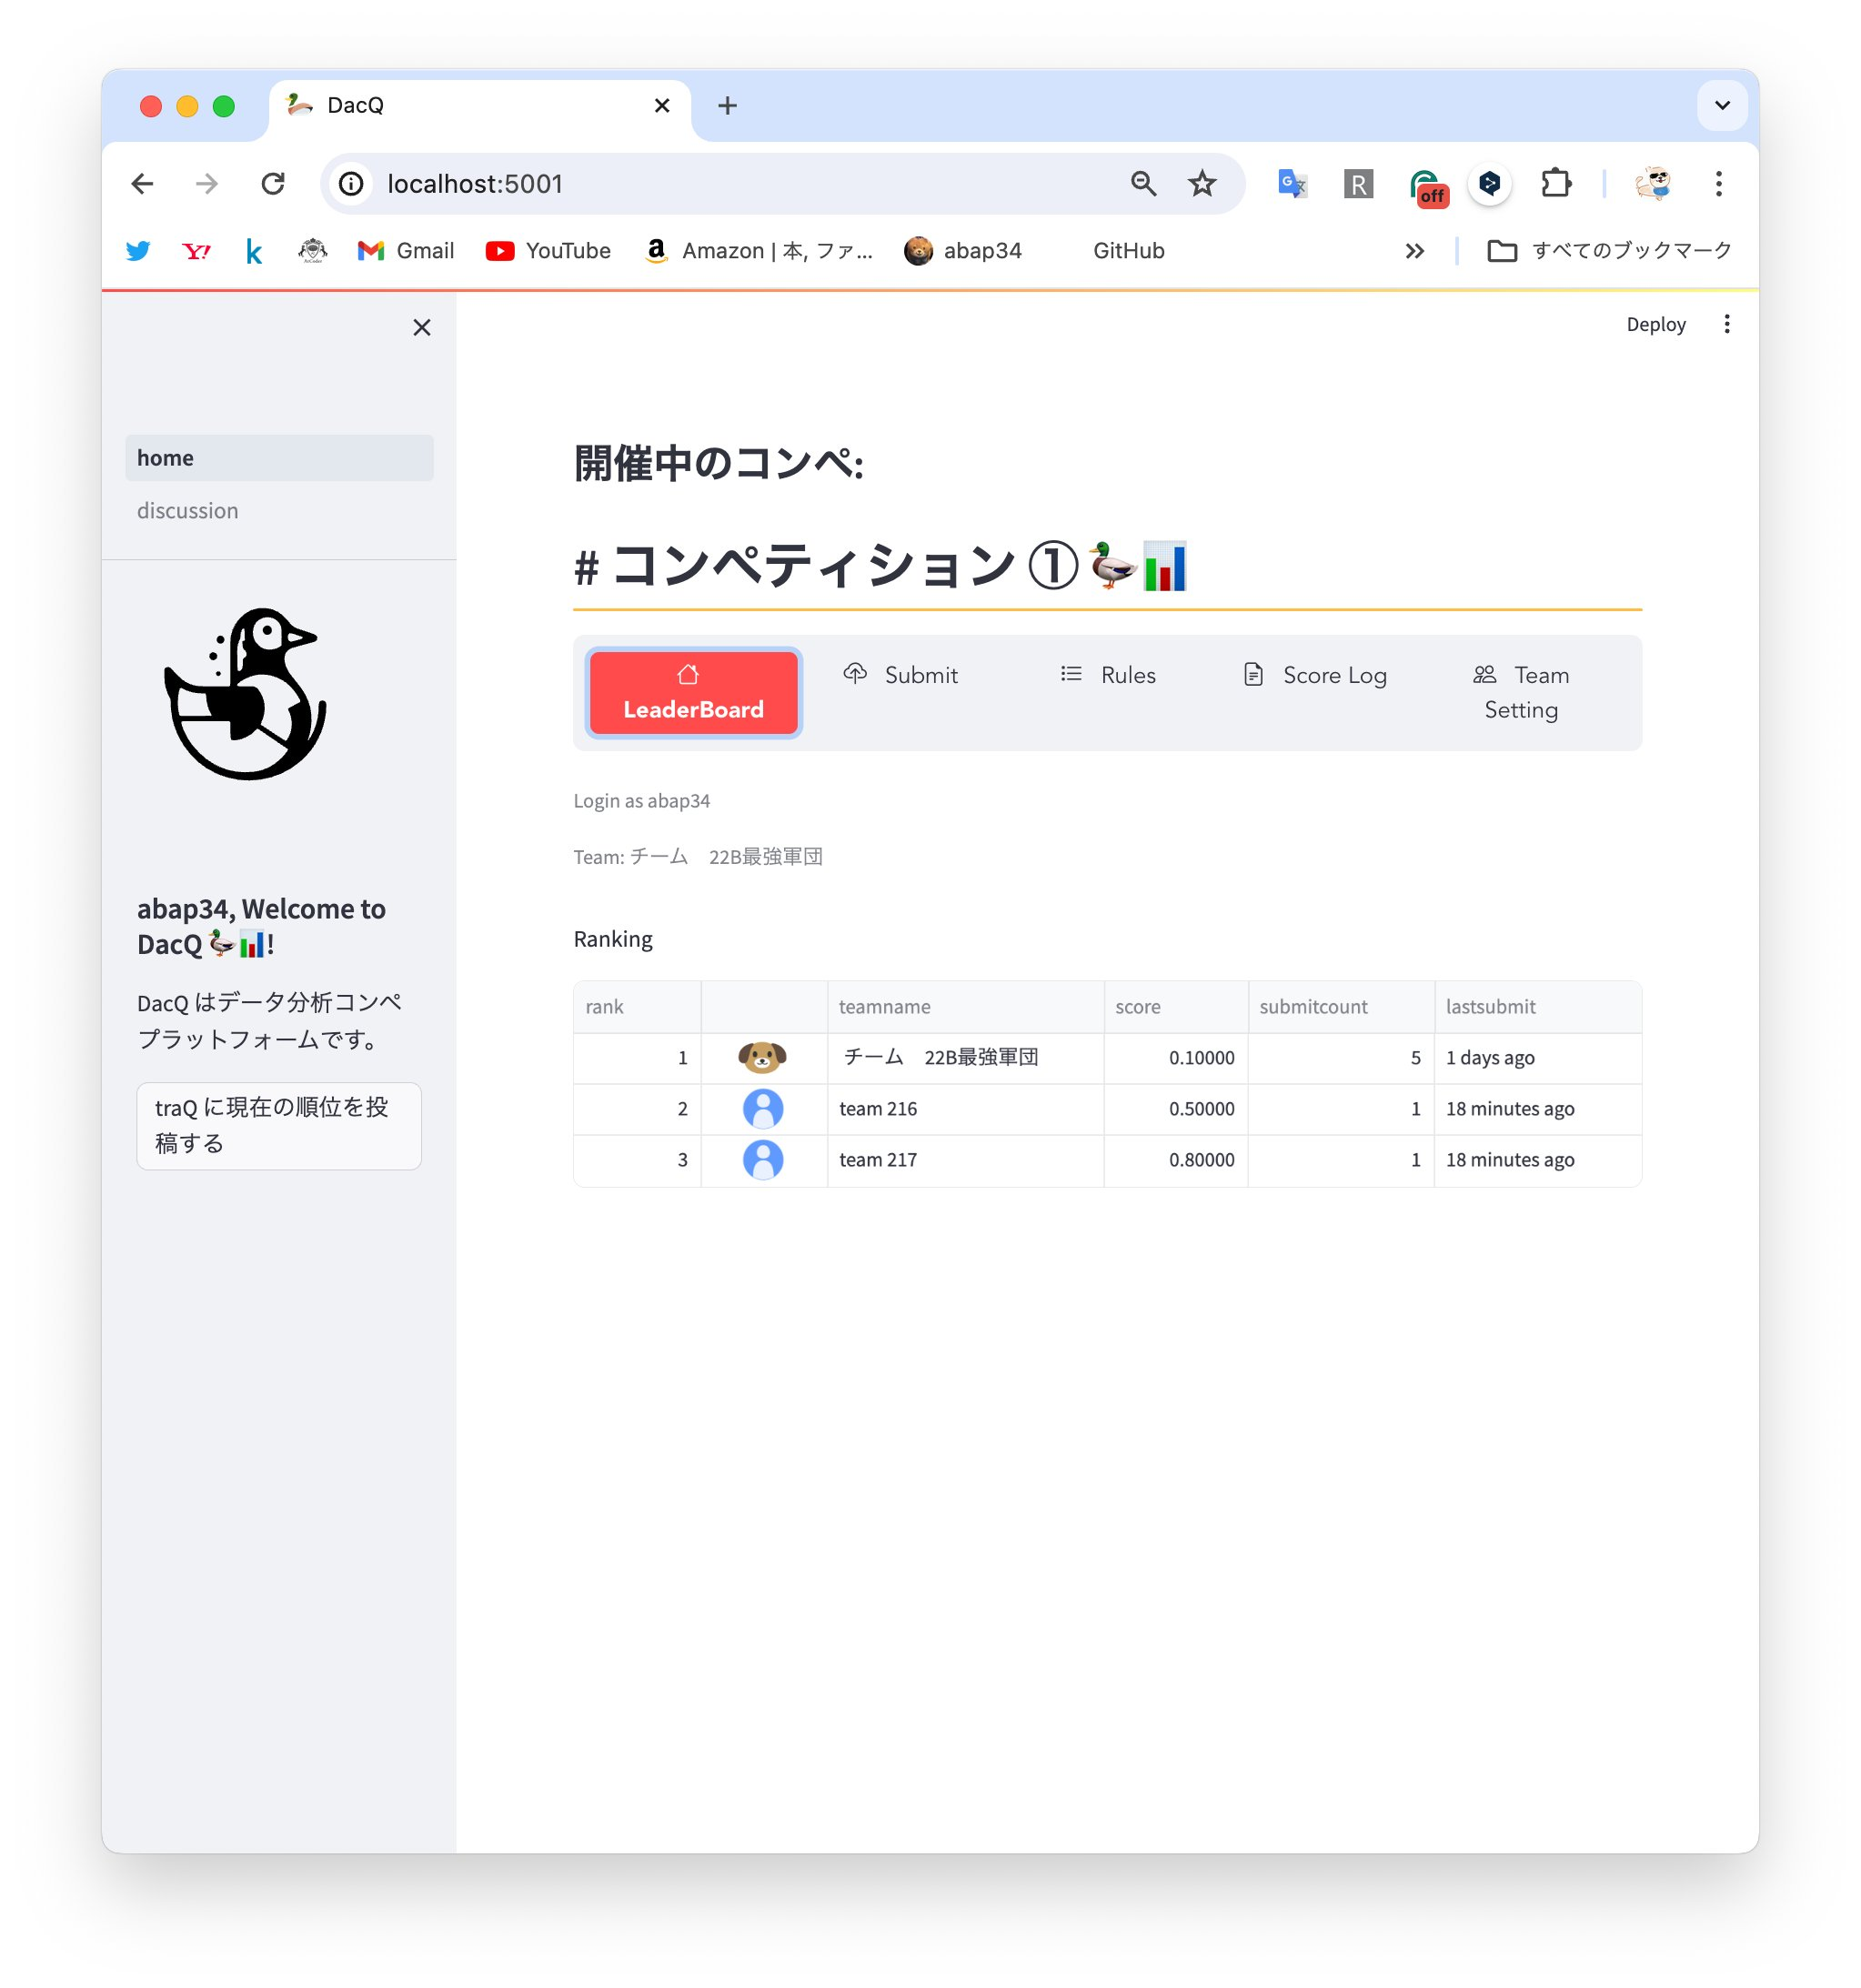 DacQ
localhost:5001
R
off
Gmail
YouTube
Amazon | 本, ファ...
abap34
GitHub
すべてのブックマーク
Deploy
home
discussion
abap34, Welcome to
DacQ🦆📊!
DacQ はデータ分析コンペ
プラットフォームです。
traQ に現在の順位を投
稿する
開催中のコンペ:
# コンペティション ①🦆📊
LeaderBoard
Submit
Rules
Score Log
Team
Setting
Login as abap34
Team: チーム　22B最強軍団
Ranking
rank teamname score submitcount lastsubmit
1 チーム　22B最強軍団 0.10000 5 1 days ago
2 team 216 0.50000 1 18 minutes ago
3 team 217 0.80000 1 18 minutes ago